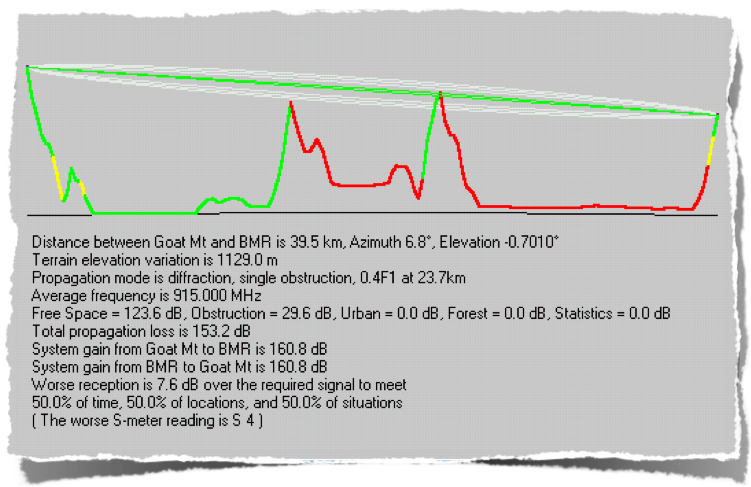 Distance between Goat Mt and BMR is 39.5 km, Azimuth 6.8°, Elevation -0.7010°
Terrain elevation variation is 1129.0 m
Propagation mode is diffraction, single obstruction, 0.4F1 at 23.7km
Average frequency is 915.000 MHz
Free Space = 123.6 dB, Obstruction = 29.6 dB, Urban = 0.0 dB, Forest = 0.0 dB, Statistics = 0.0 dB
Total propagation loss is 153.2 dB
System gain from Goat Mt to BMR is 160.8 dB
System gain from BMR to Goat Mt is 160.8 dB
Worse reception is 7.6 dB over the required signal to meet
50.0% of time, 50.0% of locations, and 50.0% of situations
( The worse S-meter reading is S 4 )